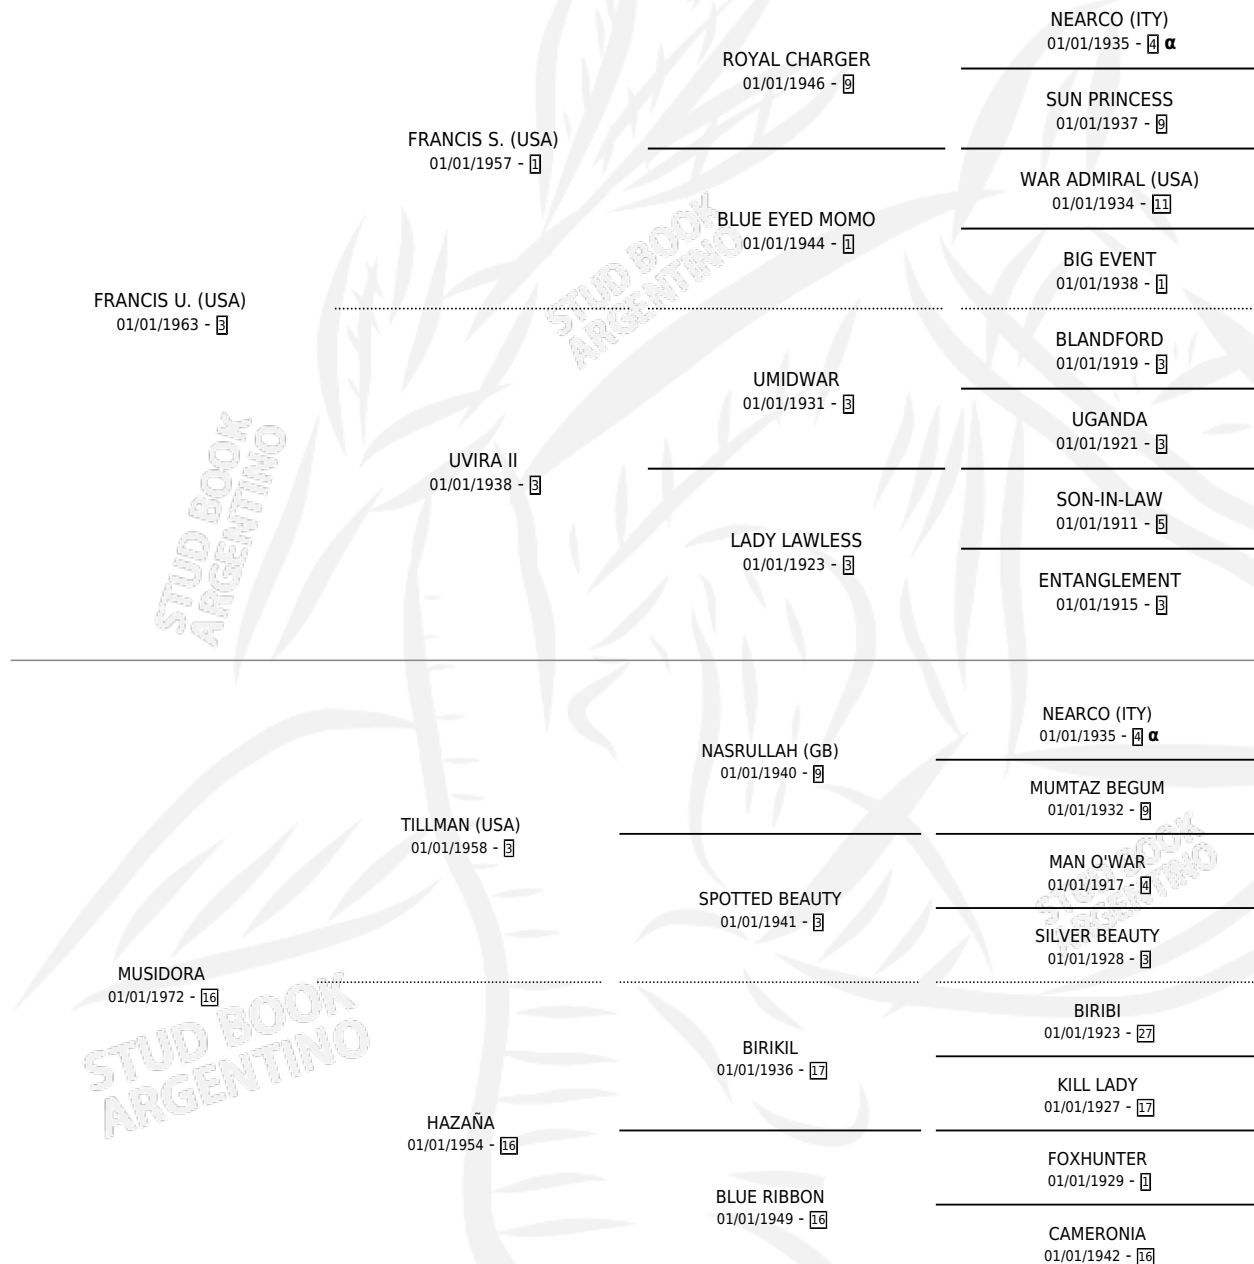 NEARCO (ITY)
01/01/1935 - 4 α
ROYAL CHARGER
01/01/1946 - 9
SUN PRINCESS
01/01/1937 - 9
FRANCIS S. (USA)
01/01/1957 - 1
WAR ADMIRAL (USA)
01/01/1934 - 11
BLUE EYED MOMO
01/01/1944 - 1
BIG EVENT
01/01/1938 - 1
STUD BOOK
ARGENTINO
FRANCIS U. (USA)
01/01/1963 - 3
BLANDFORD
01/01/1919 - 3
UMIDWAR
01/01/1931 - 3
UGANDA
01/01/1921 - 3
UVIRA II
01/01/1938 - 3
SON-IN-LAW
01/01/1911 - 5
LADY LAWLESS
01/01/1923 - 3
ENTANGLEMENT
01/01/1915 - 3
STUD BOOK
ARGENTINO
NEARCO (ITY)
01/01/1935 - 4 α
NASRULLAH (GB)
01/01/1940 - 9
MUMTAZ BEGUM
01/01/1932 - 9
TILLMAN (USA)
01/01/1958 - 3
MAN O'WAR
01/01/1917 - 4
SPOTTED BEAUTY
01/01/1941 - 3
SILVER BEAUTY
01/01/1928 - 3
STUD BOOK
ARGENTINO
MUSIDORA
01/01/1972 - 16
STUD BOOK
ARGENTINO
BIRIBI
01/01/1923 - 27
BIRIKIL
01/01/1936 - 17
KILL LADY
01/01/1927 - 17
HAZAÑA
01/01/1954 - 16
FOXHUNTER
01/01/1929 - 1
BLUE RIBBON
01/01/1949 - 16
CAMERONIA
01/01/1942 - 16